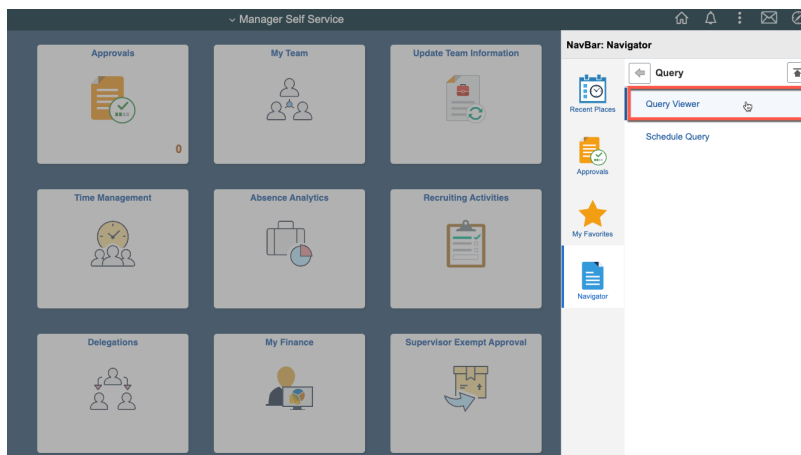 Manager Self Service
Approvals
0
My Team
Update Team Information
Time Management
Absence Analytics
Recruiting Activities
Delegations
My Finance
Supervisor Exempt Approval
NavBar: Navigator
Recent Places
Approvals
My Favorites
Navigator
Query
Query Viewer
Schedule Query